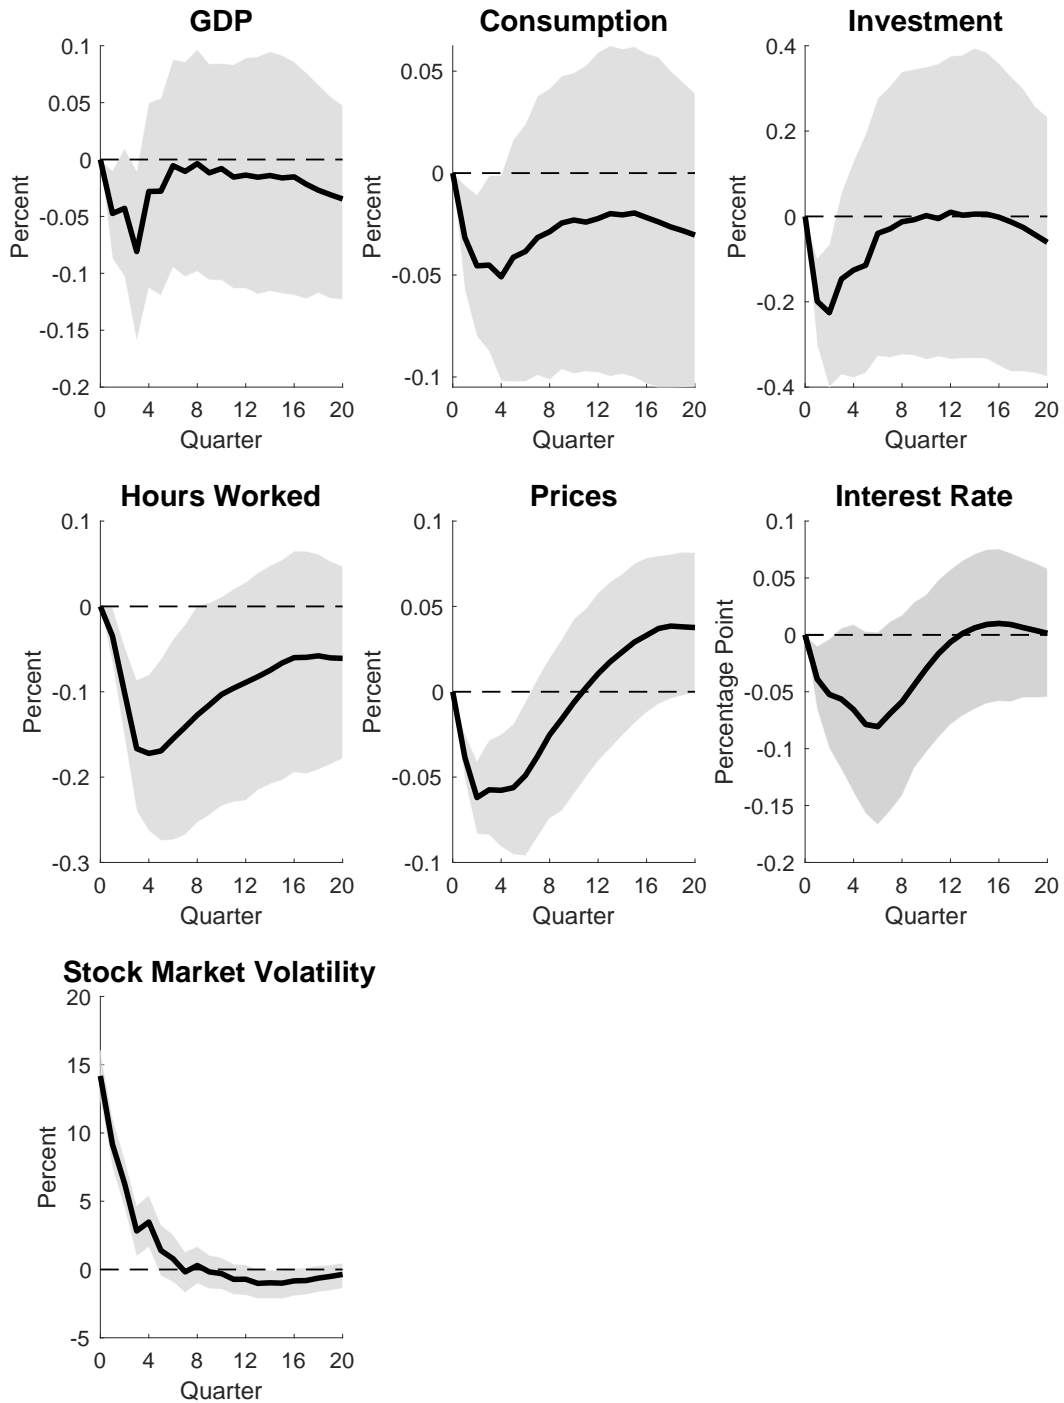 GDP
Percent
0.1
0.05
0
-0.05
-0.1
-0.15
-0.2
0 4 8 12 16 20
Quarter
Consumption
Percent
0.05
0
-0.05
-0.1
0 4 8 12 16 20
Quarter
Investment
Percent
0.4
0.2
0
-0.2
-0.4
0 4 8 12 16 20
Quarter
Hours Worked
Percent
0.1
0
-0.1
-0.2
-0.3
0 4 8 12 16 20
Quarter
Prices
Percent
0.1
0.05
0
-0.05
-0.1
0 4 8 12 16 20
Quarter
Interest Rate
Percentage Point
0.1
0.05
0
-0.05
-0.1
-0.15
-0.2
0 4 8 12 16 20
Quarter
Stock Market Volatility
Percent
20
15
10
5
0
-5
0 4 8 12 16 20
Quarter